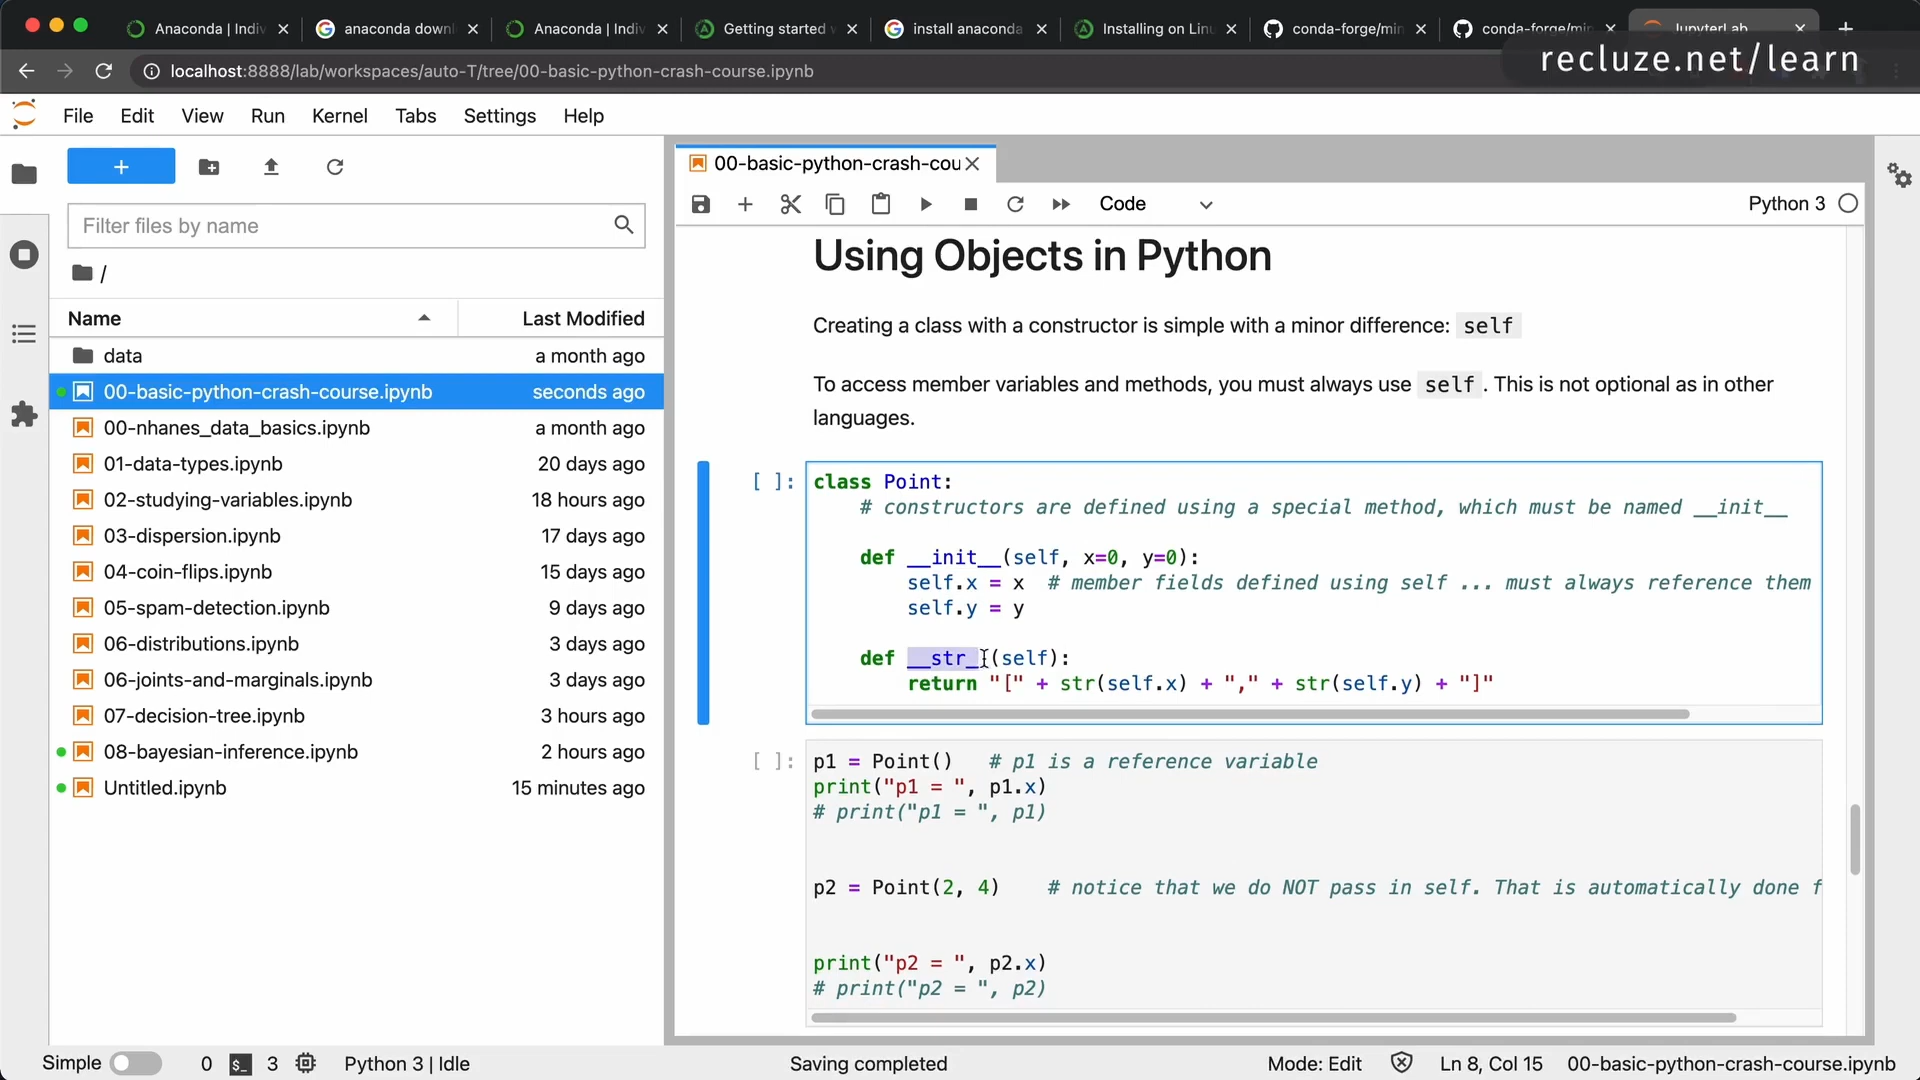 Anaconda | Indiv
anaconda downl
Anaconda | Indiv
Getting started w
install anaconda
Installing on Linu
conda-forge/min
conda-forge/min
JupyterLab
localhost:8888/lab/workspaces/auto-T/tree/00-basic-python-crash-course.ipynb
recluze.net/learn
File Edit View Run Kernel Tabs Settings Help
+
Filter files by name
/
Name Last Modified
data a month ago
00-basic-python-crash-course.ipynb seconds ago
00-nhanes_data_basics.ipynb a month ago
01-data-types.ipynb 20 days ago
02-studying-variables.ipynb 18 hours ago
03-dispersion.ipynb 17 days ago
04-coin-flips.ipynb 15 days ago
05-spam-detection.ipynb 9 days ago
06-distributions.ipynb 3 days ago
06-joints-and-marginals.ipynb 3 days ago
07-decision-tree.ipynb 3 hours ago
08-bayesian-inference.ipynb 2 hours ago
Untitled.ipynb 15 minutes ago
00-basic-python-crash-cou
Code
Python 3
Using Objects in Python
Creating a class with a constructor is simple with a minor difference: self
To access member variables and methods, you must always use self. This is not optional as in other
languages.
[ ]: class Point:
# constructors are defined using a special method, which must be named __init__
def __init__(self, x=0, y=0):
self.x = x # member fields defined using self ... must always reference them
self.y = y
def __str__(self):
return "[" + str(self.x) + "," + str(self.y) + "]"
[ ]: p1 = Point() # p1 is a reference variable
print("p1 = ", p1.x)
# print("p1 = ", p1)
p2 = Point(2, 4) # notice that we do NOT pass in self. That is automatically done f
print("p2 = ", p2.x)
# print("p2 = ", p2)
Simple 0 $_ 3 Python 3 | Idle Saving completed Mode: Edit Ln 8, Col 15 00-basic-python-crash-course.ipynb